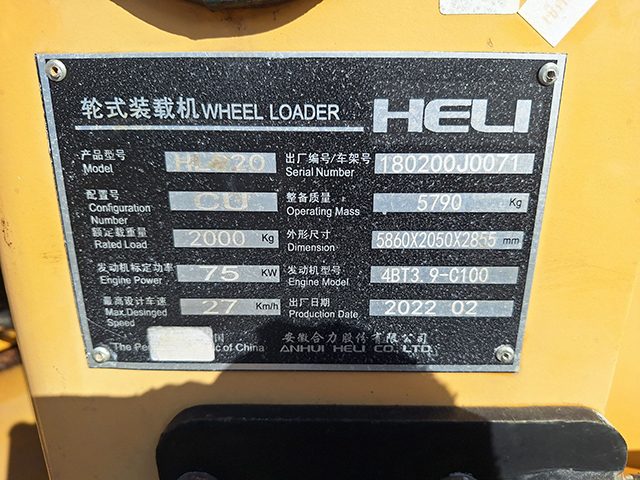 轮式装载机 WHEEL LOADER HELI
产品型号
Model
出厂编号/车架号 180200J0071
Serial Number
配置号 CU
Configuration
Number
整备质量 5790 Kg
Operating Mass
额定载重量 2000 Kg
Rated Load
外形尺寸 5860X2050X2855 mm
Dimension
发动机标定功率 75 KW
Engine Power
发动机型号 4BT3 9-C100
Engine Model
最高设计车速 27 Km/h
Max.Desinged
Speed
出厂日期 2022 02
Production Date
国
The of China
安徽合力股份有限公司
ANHUI HELI CO.,LTD.